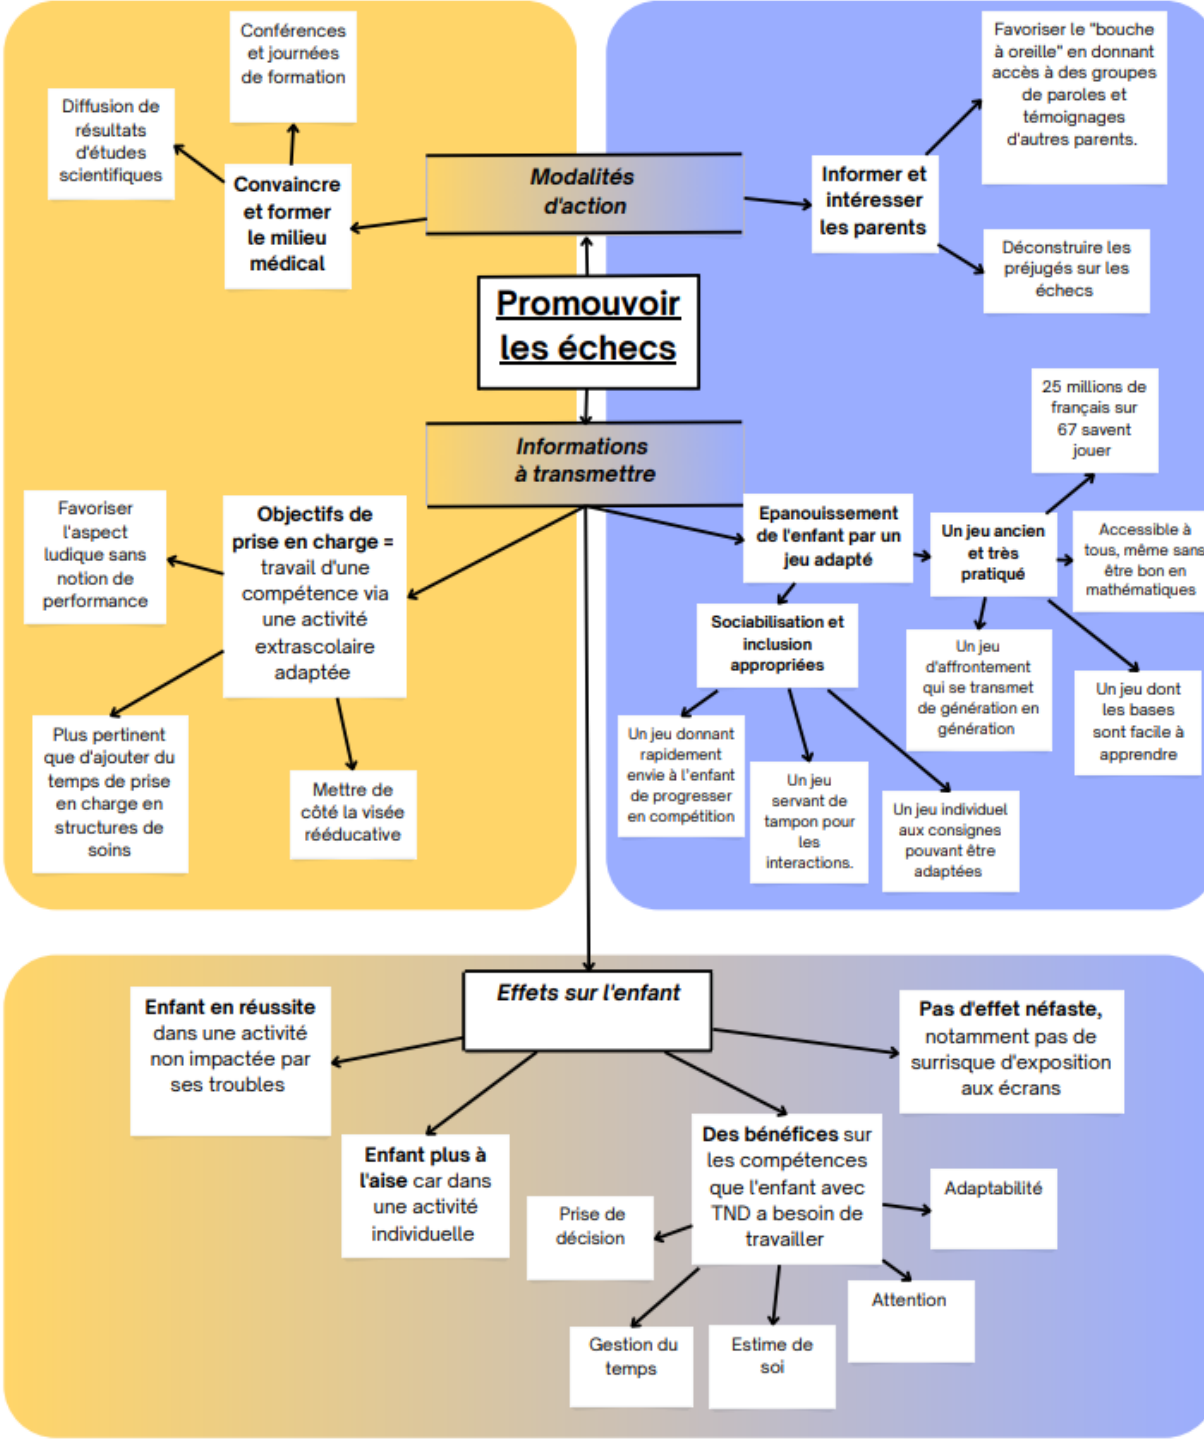 Conférences
et journées
de formation
Diffusion de
résultats
d'études
scientifiques
Convaincre
et former
le milieu
médical
Modalités
d'action
Informer et
intéresser
les parents
Favoriser le "bouche
à oreille" en donnant
accès à des groupes
de paroles et
témoignages
d'autres parents.
Déconstruire les
préjugés sur les
échecs
Promouvoir
les échecs
Informations
à transmettre
Objectifs de
prise en charge =
travail d'une
compétence via
une activité
extrascolaire
adaptée
Favoriser
l'aspect
ludique sans
notion de
performance
Plus pertinent
que d'ajouter du
temps de prise
en charge en
structures de
soins
Mettre de
côté la visée
rééducative
Epanouissement
de l'enfant par un
jeu adapté
Un jeu ancien
et très
pratiqué
25 millions de
français sur
67 savent
jouer
Accessible à
tous, même sans
être bon en
mathématiques
Un jeu
d'affrontement
qui se transmet
de génération en
génération
Un jeu dont
les bases
sont facile à
apprendre
Sociabilisation et
inclusion
appropriées
Un jeu donnant
rapidement
envie à l'enfant
de progresser
en compétition
Un jeu
servant de
tampon pour
les
interactions.
Un jeu individuel
aux consignes
pouvant être
adaptées
Effets sur l'enfant
Enfant en réussite
dans une activité
non impactée par
ses troubles
Enfant plus à
l'aise car dans
une activité
individuelle
Des bénéfices sur
les compétences
que l'enfant avec
TND a besoin de
travailler
Pas d'effet néfaste,
notamment pas de
surrisque d'exposition
aux écrans
Prise de
décision
Gestion du
temps
Estime de
soi
Attention
Adaptabilité